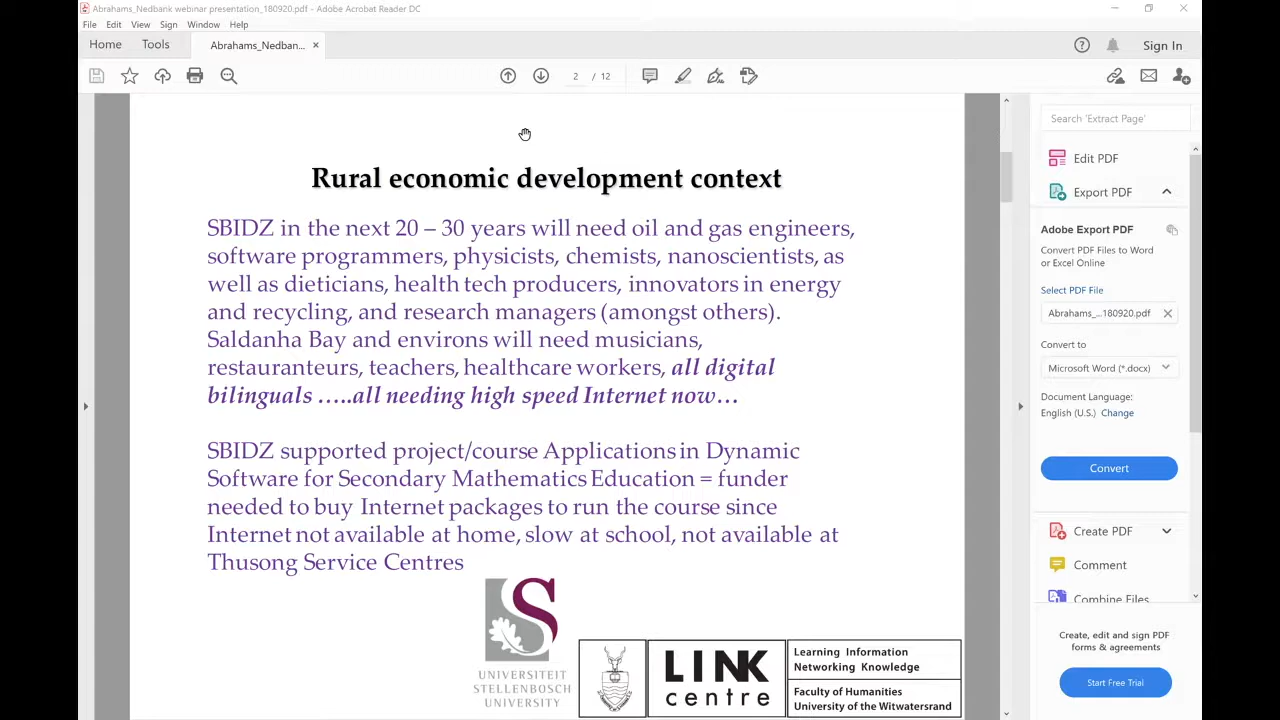 Abrahams_Nedbank webinar presentation_180920.pdf - Adobe Acrobat Reader DC
File Edit View Sign Window Help
Home Tools Abrahams_Nedban... × Sign In
2 / 12
Search 'Extract Page'
Edit PDF
Export PDF
Adobe Export PDF
Convert PDF Files to Word
or Excel Online
Select PDF File
Abrahams_...180920.pdf
Convert to
Microsoft Word (*.docx)
Document Language:
English (U.S.) Change
Convert
Create PDF
Comment
Combine Files
Create, edit and sign PDF
forms & agreements
Start Free Trial
Rural economic development context
SBIDZ in the next 20 – 30 years will need oil and gas engineers,
software programmers, physicists, chemists, nanoscientists, as
well as dieticians, health tech producers, innovators in energy
and recycling, and research managers (amongst others).
Saldanha Bay and environs will need musicians,
restauranteurs, teachers, healthcare workers, all digital
bilinguals …..all needing high speed Internet now…
SBIDZ supported project/course Applications in Dynamic
Software for Secondary Mathematics Education = funder
needed to buy Internet packages to run the course since
Internet not available at home, slow at school, not available at
Thusong Service Centres
S
UNIVERSITEIT
STELLENBOSCH
UNIVERSITY
LINK
centre
Learning Information
Networking Knowledge
Faculty of Humanities
University of the Witwatersrand